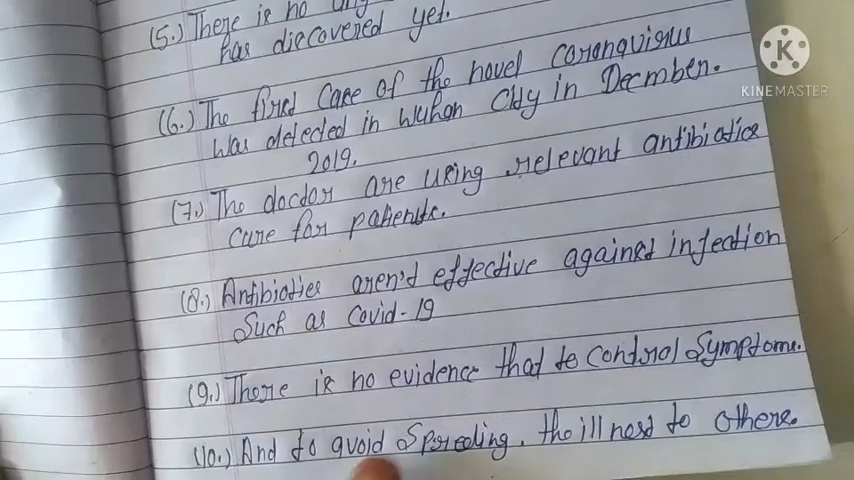 (5.) There is no any
has discovered yet.
(6.) The first case of the novel coronavirus
was detected in wuhan City in Decmber.
2019.
(7.) The doctor are using relevant antibiotics
cure for patients.
(8.) Antibiotics aren't effective against infection
Such as Covid-19
(9.) There is no evidence that to control Symptoms.
(10.) And to avoid Spreeding. the illness to others.
K
KINEMASTER